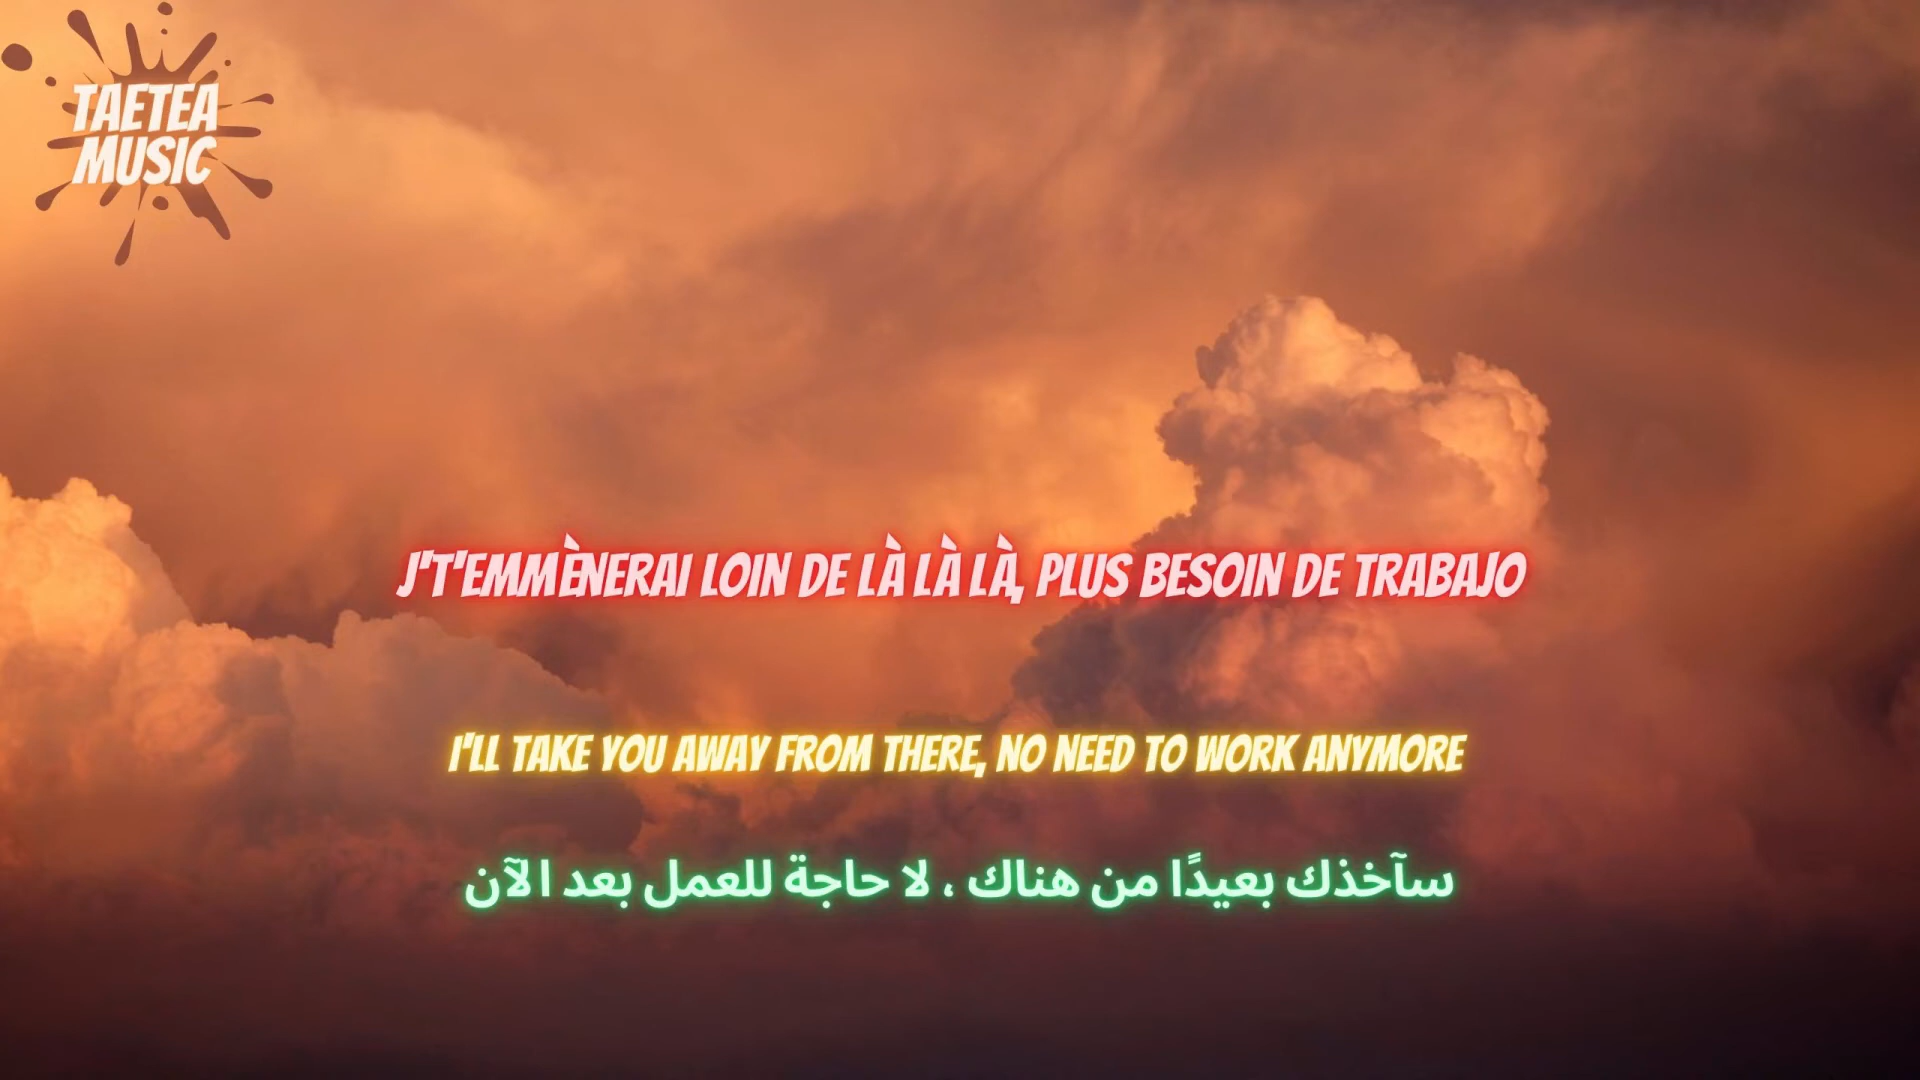 TAETEA
MUSIC
J'T'EMMÈNERAI LOIN DE LÀ LÀ LÀ, PLUS BESOIN DE TRABAJO
I'LL TAKE YOU AWAY FROM THERE, NO NEED TO WORK ANYMORE
سآخذك بعيدًا من هناك ، لا حاجة للعمل بعد الآن